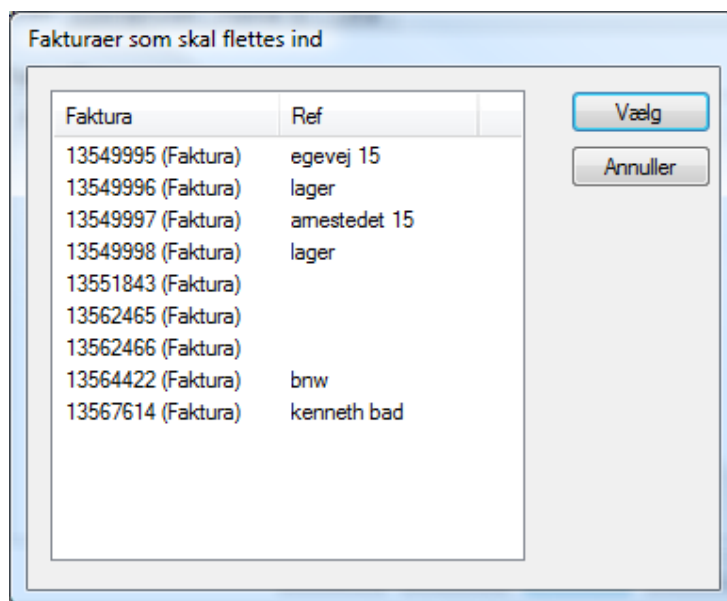 Fakturaer som skal flettes ind
Faktura Ref
13549995 (Faktura) egevej 15
13549996 (Faktura) lager
13549997 (Faktura) arnestedet 15
13549998 (Faktura) lager
13551843 (Faktura)
13562465 (Faktura)
13562466 (Faktura)
13564422 (Faktura) bnw
13567614 (Faktura) kenneth bad
Vælg
Annuller